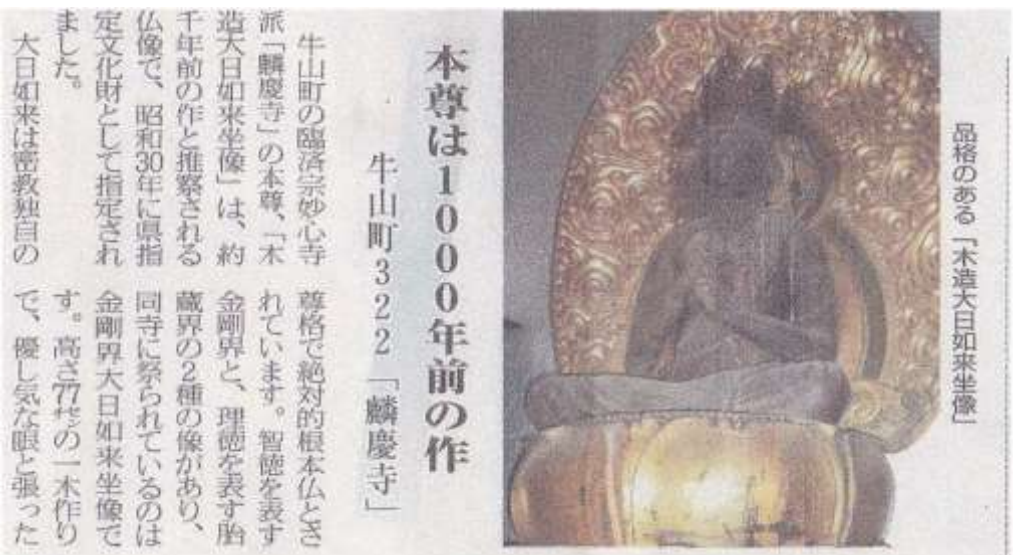 品格のある「木造大日如来坐像」
本尊は1000年前の作
牛山町322「麟慶寺」
牛山町の臨済宗妙心寺
派「麟慶寺」の本尊、「木
造大日如来坐像」は、約
千年前の作と推察される
仏像で、昭和30年に県指
定文化財として指定され
ました。
大日如来は密教独自の
尊格で絶対的根本仏とさ
れています。智徳を表す
金剛界と、理徳を表す胎
蔵界の2種の像があり、
同寺に祭られているのは
金剛界大日如来坐像で
す。高さ77㌢の一木作り
で、優し気な眼と張った